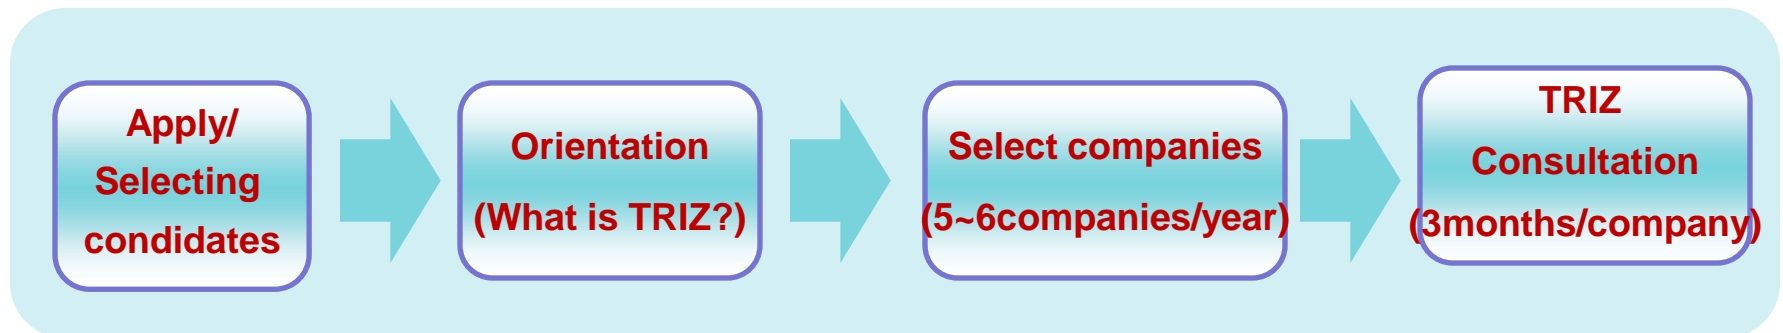 Apply/
Selecting
condidates
Orientation
(What is TRIZ?)
Select companies
(5~6companies/year)
TRIZ
Consultation
(3months/company)